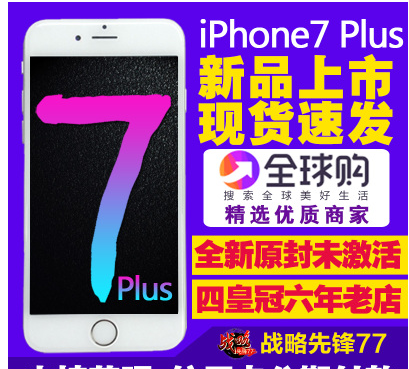 iPhone7 Plus
新品上市
现货速发
全球购
搜索全球美好生活
精选优质商家
7
Plus
全新原封未激活
四皇冠六年老店
战略先锋77